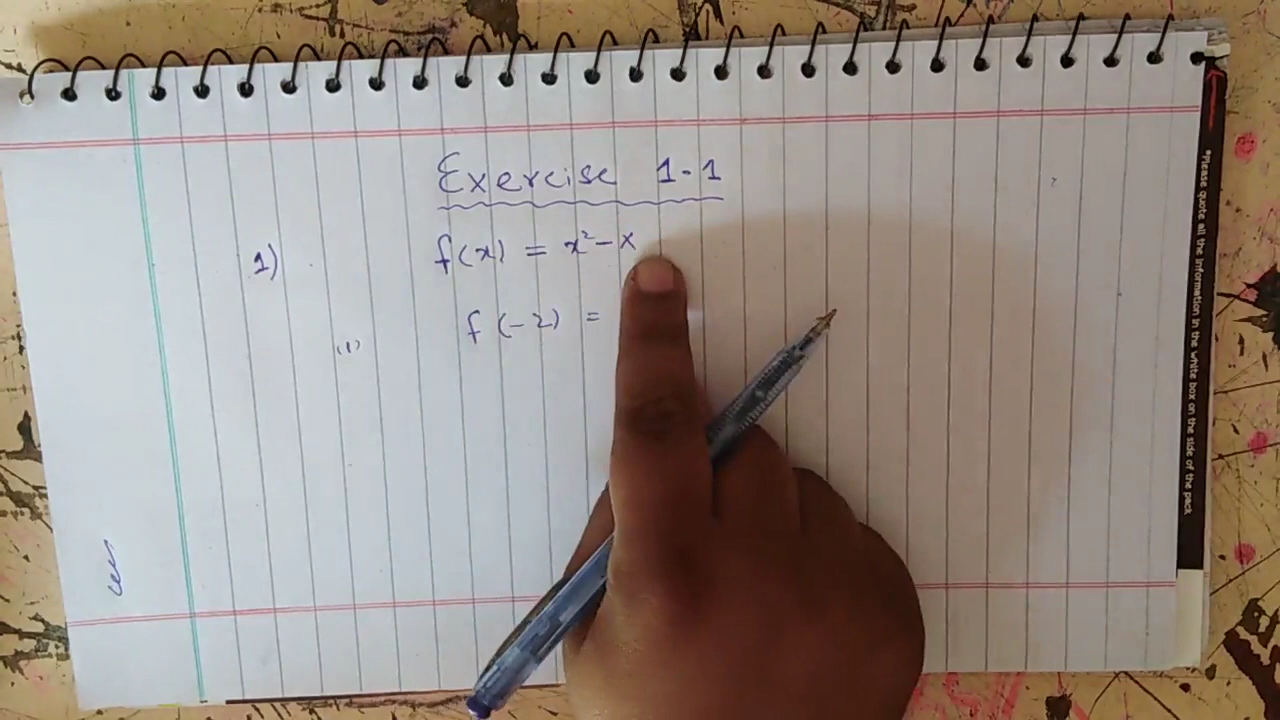 Exercise 1.1
1) f(x) = x² - x
(1) f(-2) =
*Please quote all the information in the white box on the side of the pack